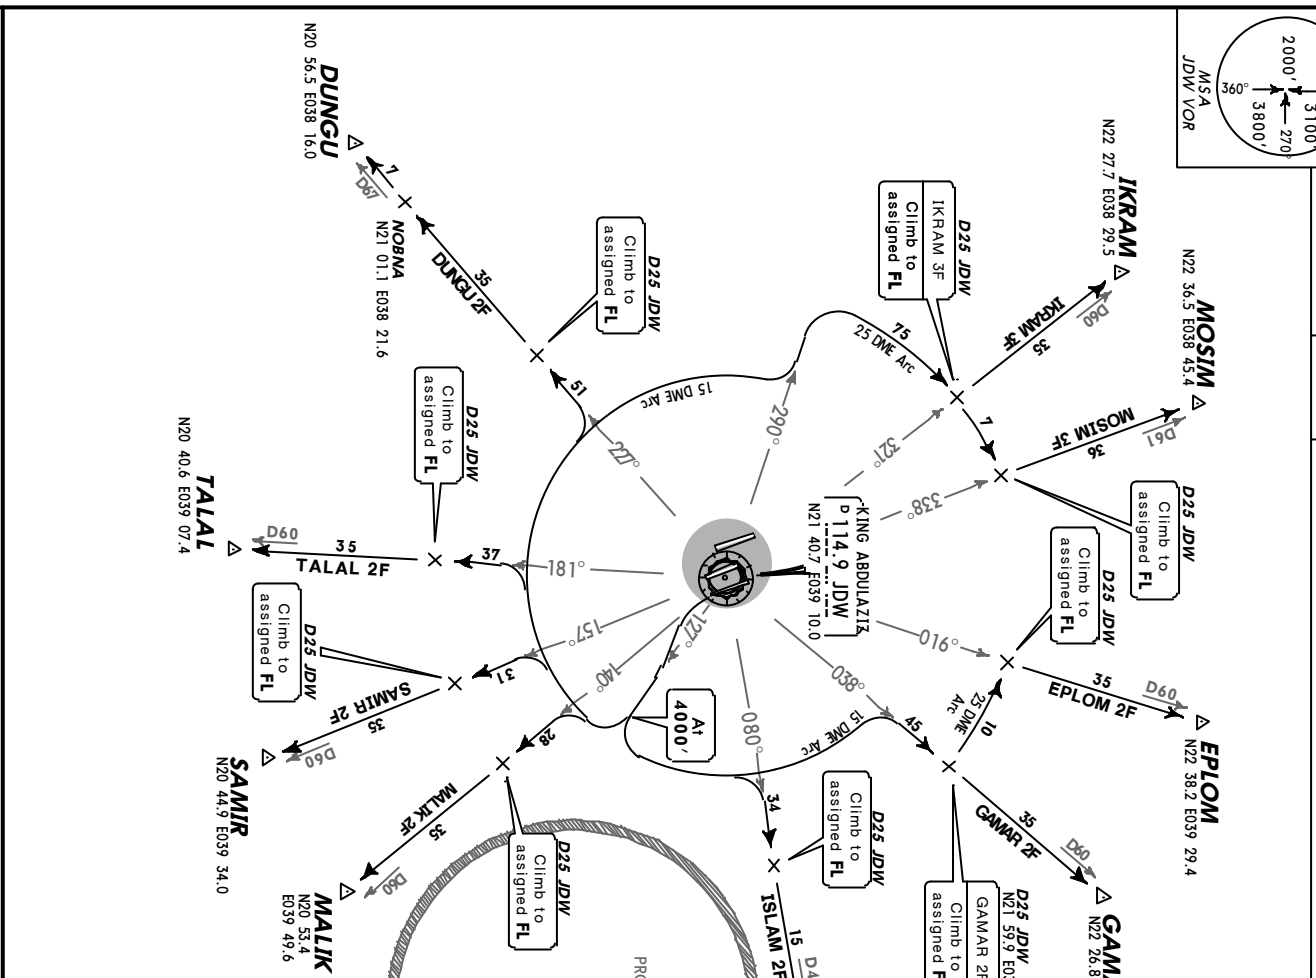 MSA
JDW VOR
2000'
3100'
3800'
360°
270°
DUNGU
N20 56.5 E038 16.0
7
D67
NOBNA
N21 01.1 E038 21.6
35
DUNGU 2F
D25 JDW
Climb to
assigned FL
51
227°
IKRAM
N22 27.7 E038 29.5
D60
IKRAM 3F
35
D25 JDW
IKRAM 3F
Climb to
assigned FL
75
25 DME Arc
15 DME Arc
290°
321°
338°
7
MOSIM
N22 36.5 E038 45.4
D61
MOSIM 3F
36
D25 JDW
Climb to
assigned FL
KING ABDULAZIZ
D 114.9 JDW
N21 40.7 E039 10.0
D25 JDW
Climb to
assigned FL
016°
35
EPLOM 2F
D60
EPLOM
N22 38.2 E039 29.4
25 DME
Arc
10
TALAL
N20 40.6 E039 07.4
D60
35
TALAL 2F
D25 JDW
Climb to
assigned FL
37
181°
D25 JDW
Climb to
assigned FL
157°
31
SAMIR 2F
35
D60
SAMIR
N20 44.9 E039 34.0
127°
140°
28
At
4000'
MALIK 2F
35
D60
MALIK
N20 53.4
E039 49.6
D25 JDW
Climb to
assigned FL
080°
34
D25 JDW
Climb to
assigned FL
15
D4
ISLAM 2F
038°
15 DME Arc
45
35
GAMAR 2F
D60
GAM
N22 26.8
D25 JDW
N21 59.9 E03
GAMAR 2F
Climb to
assigned F
PRO